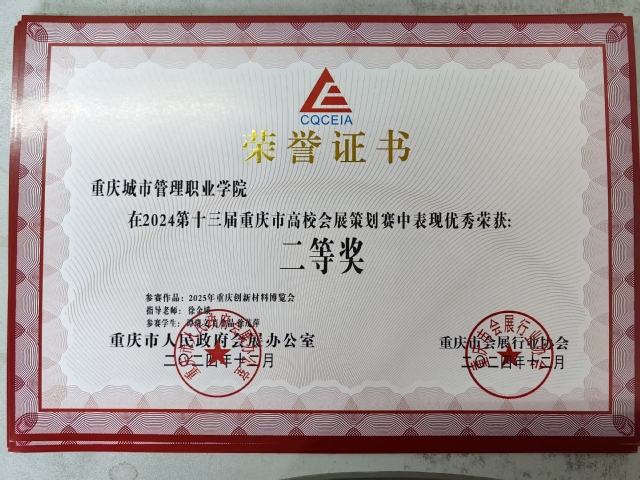 CQCEIA
荣誉证书
重庆城市管理职业学院
在2024第十三届重庆市高校会展策划赛中表现优秀荣获:
二等奖
参赛作品：2025年重庆创新材料博览会
指导老师：徐金
参赛学生：
重庆市人民政府会展办公室 重庆市会展行业协会
二〇二四年十二月 二〇二四年十二月